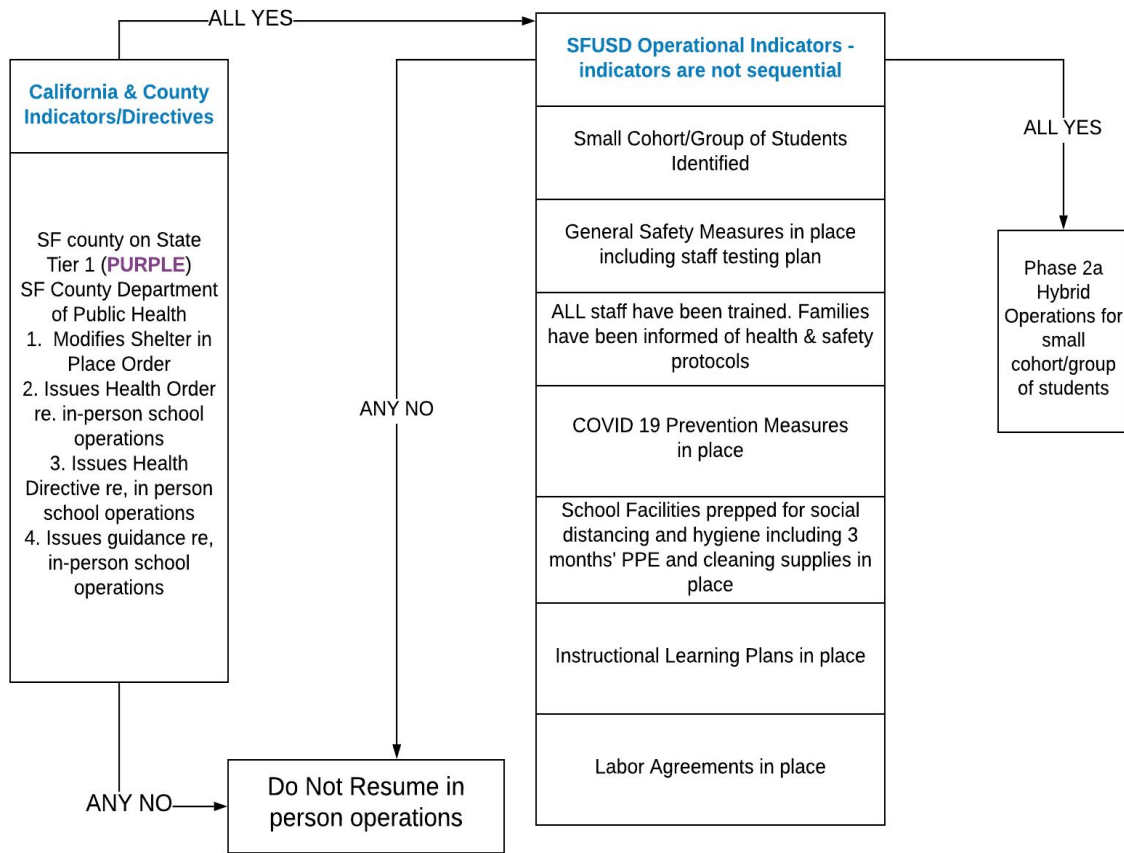 ALL YES
California & County
Indicators/Directives
SF county on State
Tier 1 (PURPLE)
SF County Department
of Public Health
1.  Modifies Shelter in
Place Order
2. Issues Health Order
re. in-person school
operations
3. Issues Health
Directive re, in person
school operations
4. Issues guidance re,
in-person school
operations
ANY NO
Do Not Resume in
person operations
ANY NO
SFUSD Operational Indicators -
indicators are not sequential
Small Cohort/Group of Students
Identified
General Safety Measures in place
including staff testing plan
ALL staff have been trained. Families
have been informed of health & safety
protocols
COVID 19 Prevention Measures
in place
School Facilities prepped for social
distancing and hygiene including 3
months' PPE and cleaning supplies in
place
Instructional Learning Plans in place
Labor Agreements in place
ALL YES
Phase 2a
Hybrid
Operations for
small
cohort/group
of students